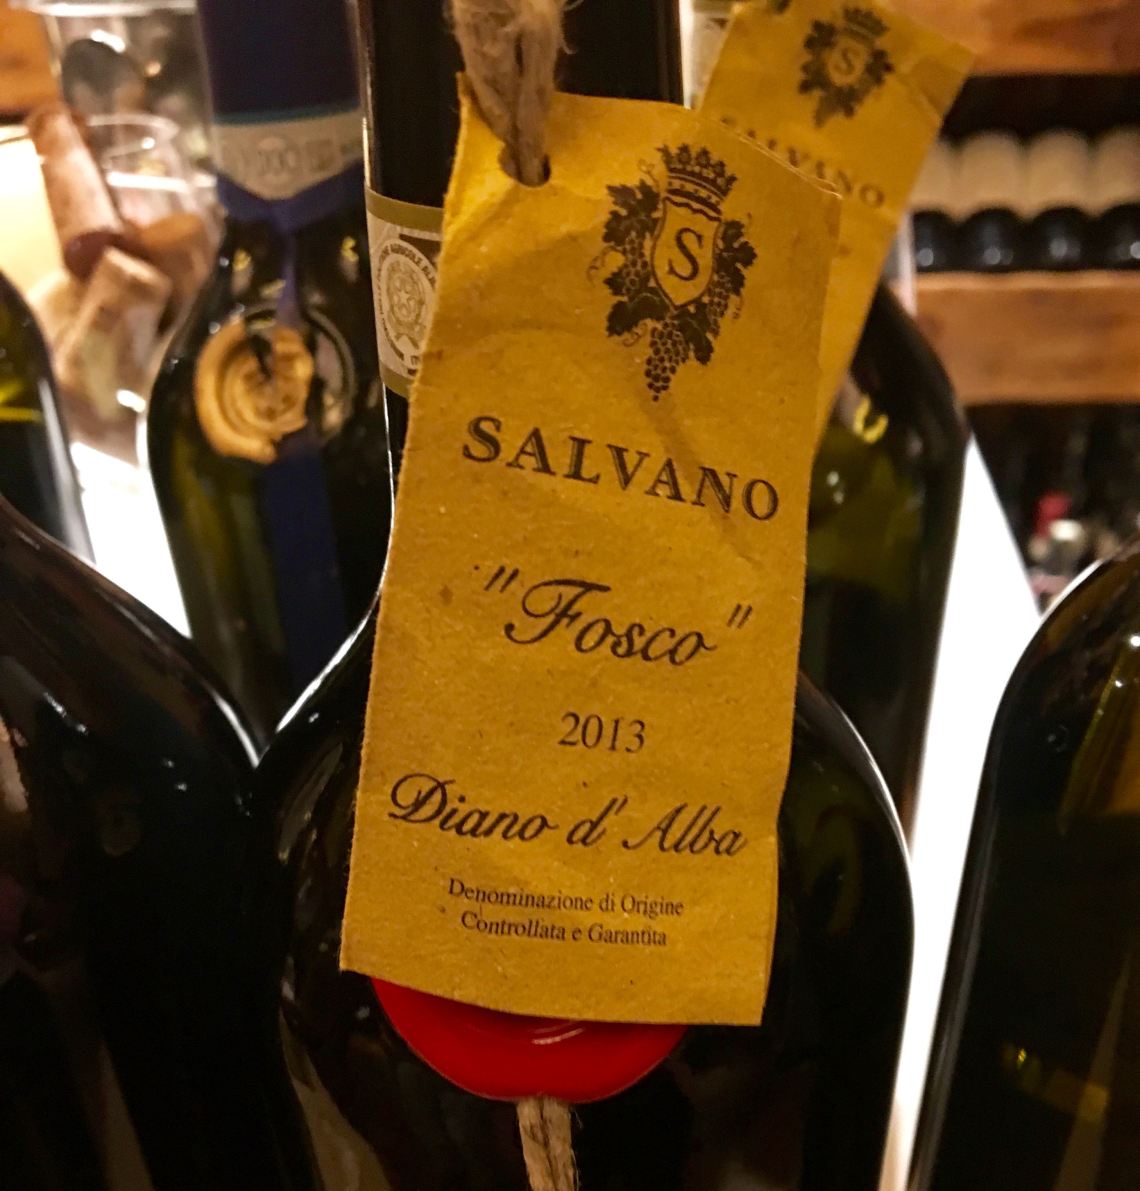 S
SALVANO
S
SALVANO
"Fosco"
2013
Diano d'Alba
Denominazione di Origine
Controllata e Garantita